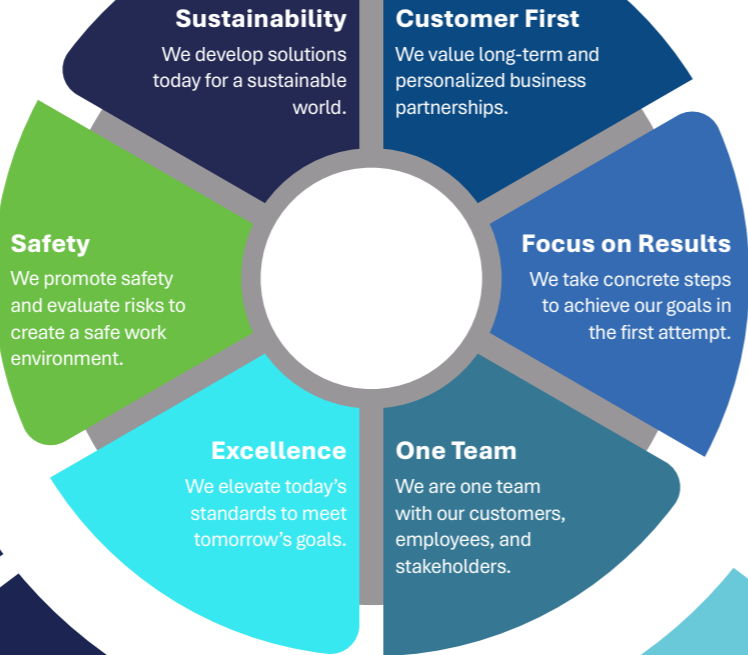 Sustainability
We develop solutions
today for a sustainable
world.
Customer First
We value long-term and
personalized business
partnerships.
Safety
We promote safety
and evaluate risks to
create a safe work
environment.
Focus on Results
We take concrete steps
to achieve our goals in
the first attempt.
Excellence
We elevate today’s
standards to meet
tomorrow’s goals.
One Team
We are one team
with our customers,
employees, and
stakeholders.